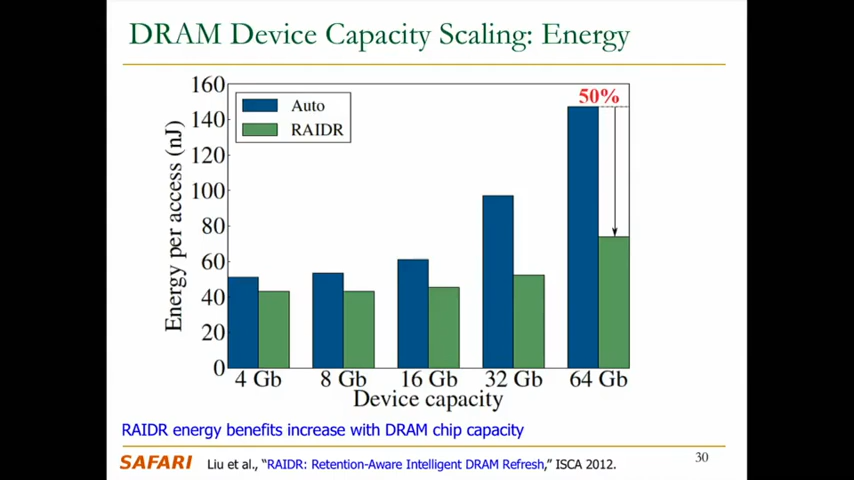 DRAM Device Capacity Scaling: Energy
160
140
120
100
80
60
40
20
0
Energy per access (nJ)
Auto
RAIDR
50%
4 Gb
8 Gb
16 Gb
32 Gb
64 Gb
Device capacity
RAIDR energy benefits increase with DRAM chip capacity
SAFARI
Liu et al., “RAIDR: Retention-Aware Intelligent DRAM Refresh,” ISCA 2012.
30